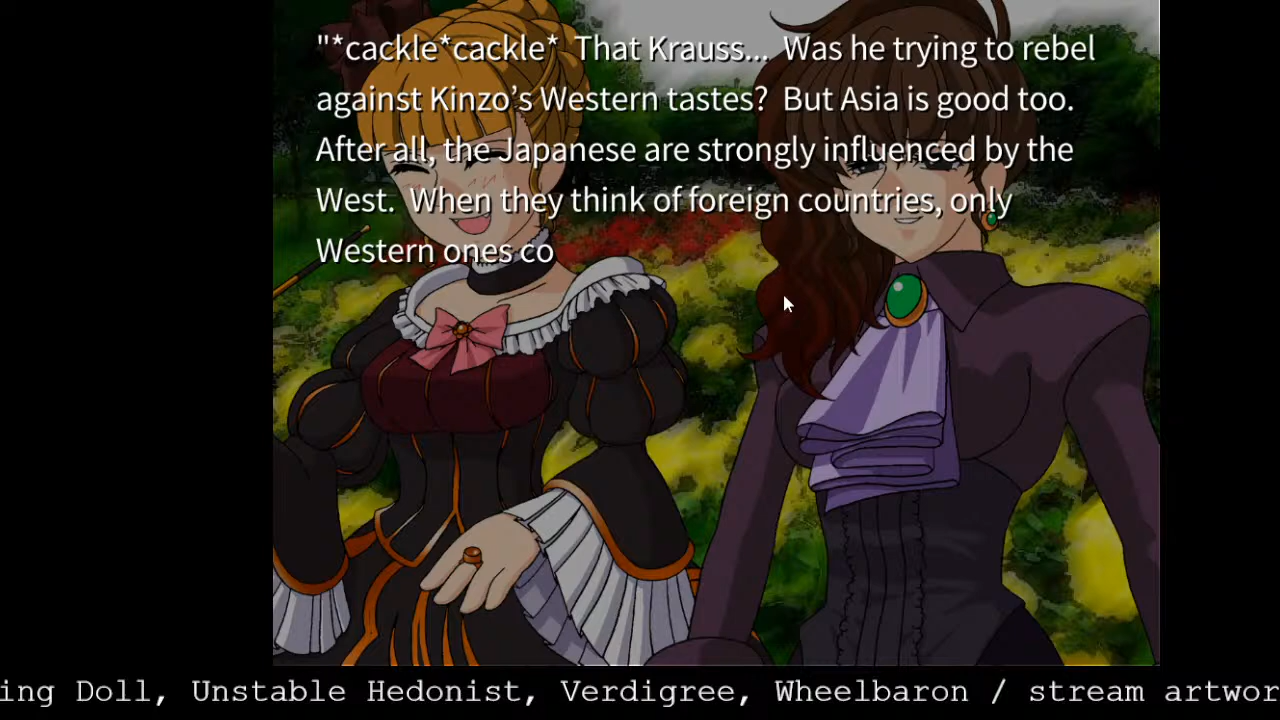 "*cackle*cackle*  That Krauss...  Was he trying to rebel
against Kinzo's Western tastes?  But Asia is good too.
After all, the Japanese are strongly influenced by the
West.  When they think of foreign countries, only
Western ones co
ing Doll, Unstable Hedonist, Verdigree, Wheelbaron / stream artwor